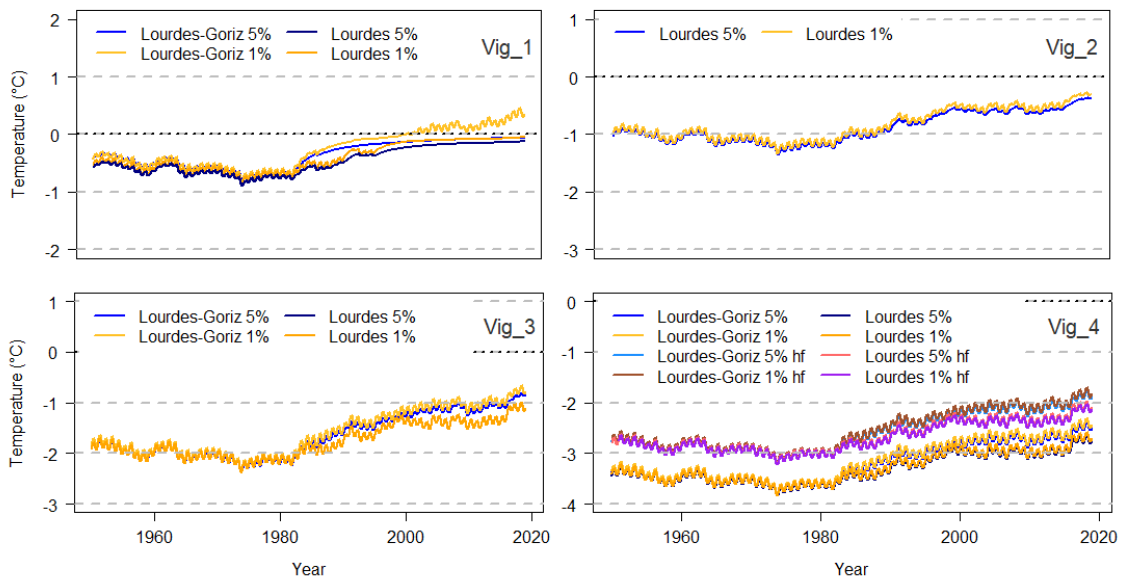 Lourdes-Goriz 5% Lourdes 5% Vig_1
Lourdes-Goriz 1% Lourdes 1%
Temperature (°C)
2
1
0
-1
-2
Lourdes 5% Lourdes 1% Vig_2
-1
0
-1
-2
-3
Lourdes-Goriz 5% Lourdes 5% Vig_3
Lourdes-Goriz 1% Lourdes 1%
Temperature (°C)
1
0
-1
-2
-3
1960 1980 2000 2020
Year
Lourdes-Goriz 5% Lourdes 5% Vig_4
Lourdes-Goriz 1% Lourdes 1%
Lourdes-Goriz 5% hf Lourdes 5% hf
Lourdes-Goriz 1% hf Lourdes 1% hf
0
-1
-2
-3
-4
1960 1980 2000 2020
Year